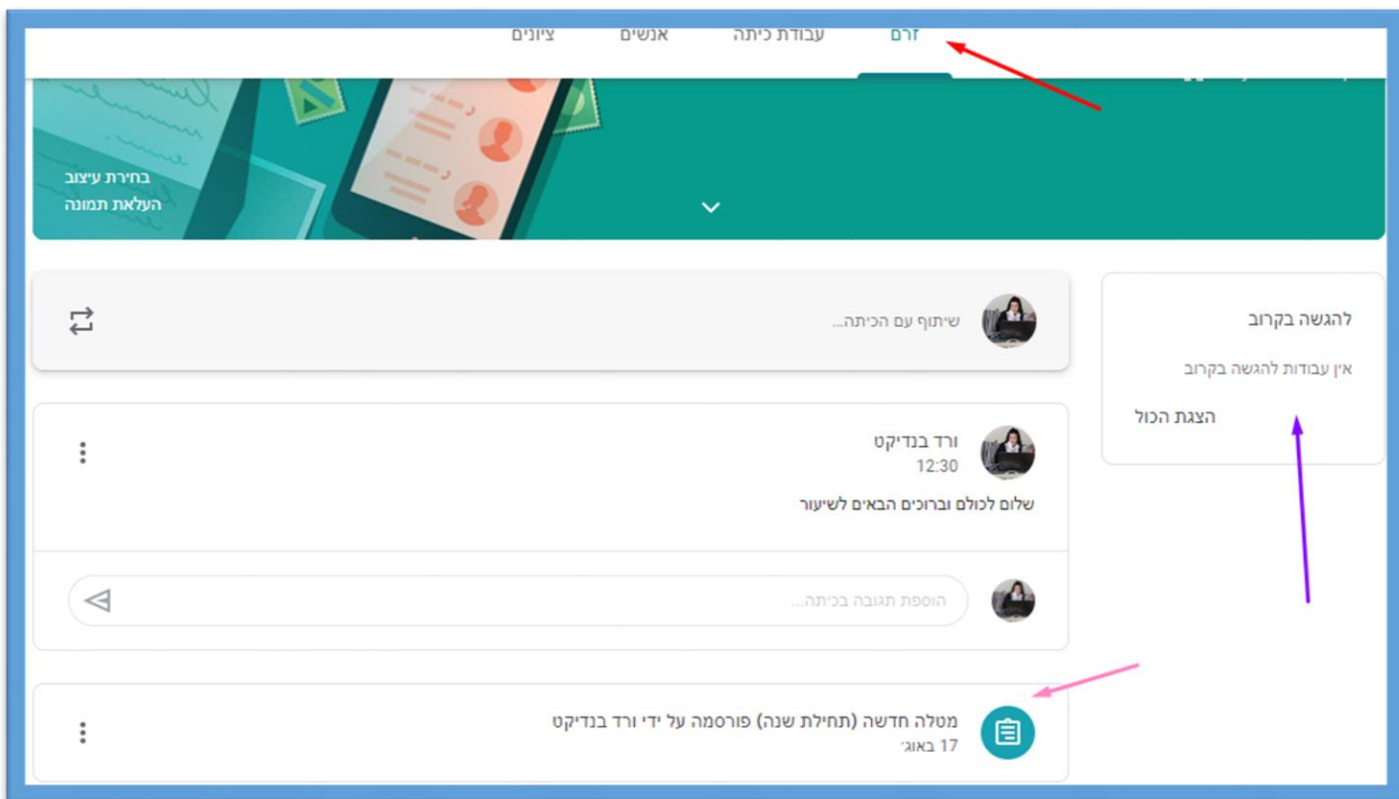 זרם עבודת כיתה אנשים ציונים
בחירת עיצוב
העלאת תמונה
להגשה בקרוב
אין עבודות להגשה בקרוב
הצגת הכול
שיתוף עם הכיתה...
ורד בנדיקט
12:30
שלום לכולם וברוכים הבאים לשיעור
הוספת תגובה בכיתה...
מטלה חדשה (תחילת שנה) פורסמה על ידי ורד בנדיקט
17 באוג׳